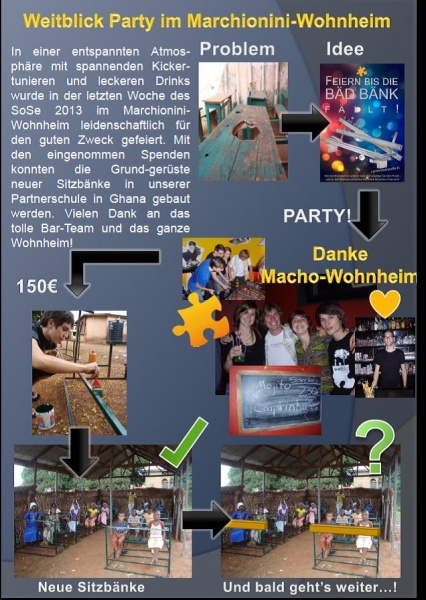 Weitblick Party im Marchionini-Wohnheim
In einer entspannten Atmos-
phäre mit spannenden Kicker-
tunieren und leckeren Drinks
wurde in der letzten Woche des
SoSe 2013 im Marchionini-
Wohnheim leidenschaftlich für
den guten Zweck gefeiert. Mit
den eingenommen Spenden
konnten die Grund-gerüste
neuer Sitzbänke in unserer
Partnerschule in Ghana gebaut
werden. Vielen Dank an das
tolle Bar-Team und das ganze
Wohnheim!
Problem
Idee
FEIERN BIS DIE
BÄD BÄNK
FÄLLT!
PARTY!
Danke
Macho-Wohnheim
150€
Mojito
?
Neue Sitzbänke
Und bald geht's weiter...!